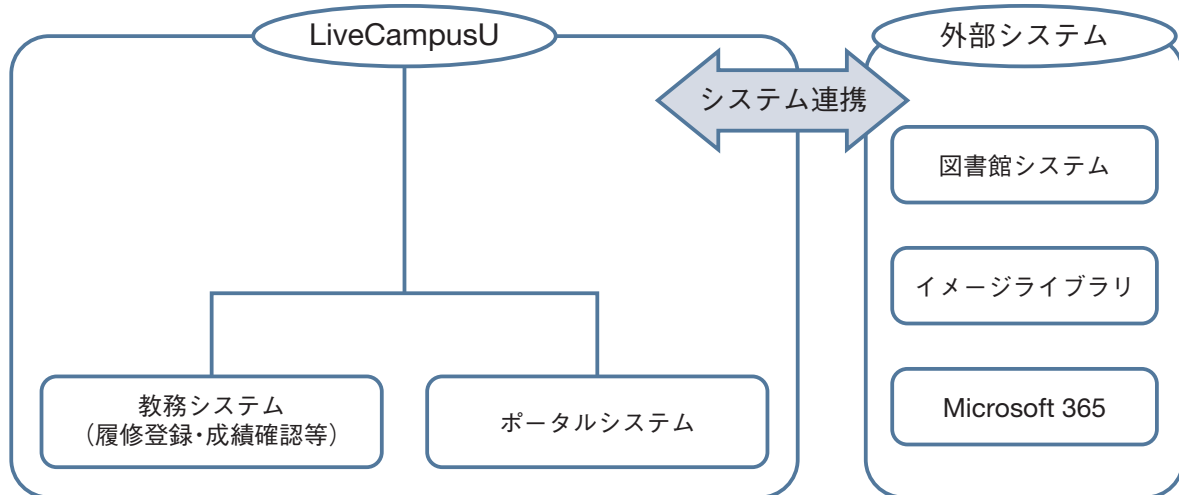 LiveCampusU
外部システム
システム連携
図書館システム
イメージライブラリ
Microsoft 365
教務システム
（履修登録・成績確認等）
ポータルシステム